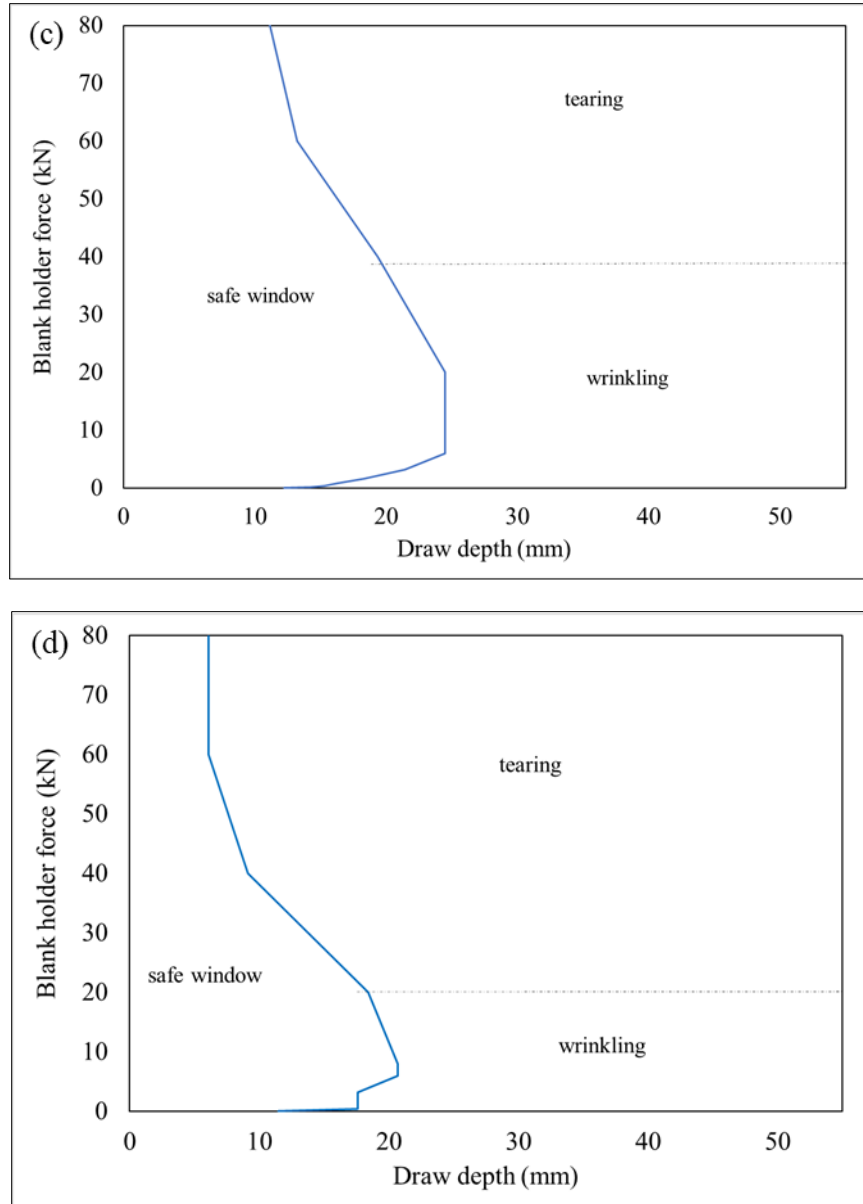 (c)
80
70
60
50
40
30
20
10
0
Blank holder force (kN)
tearing
safe window
wrinkling
0 10 20 30 40 50
Draw depth (mm)
(d)
80
70
60
50
40
30
20
10
0
Blank holder force (kN)
tearing
safe window
wrinkling
0 10 20 30 40 50
Draw depth (mm)